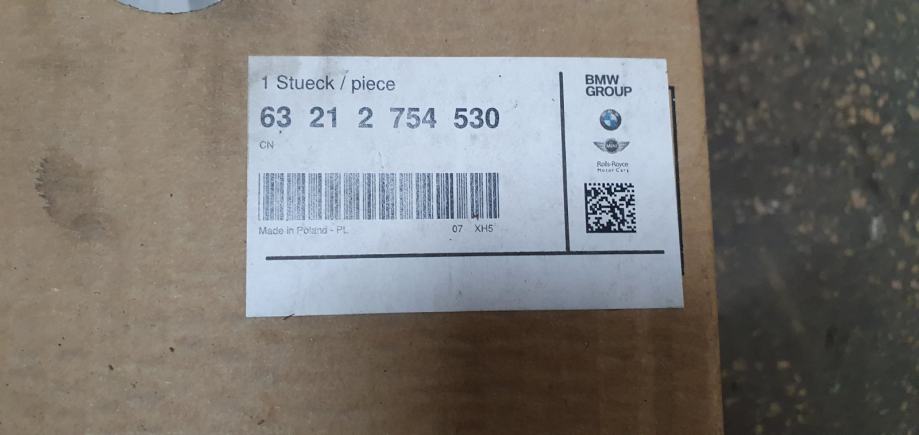 1 Stueck / piece
63 21 2 754 530
CN
Made in Poland - PL
07 XH5
BMW
GROUP
MINI
Rolls-Royce
Motor Cars